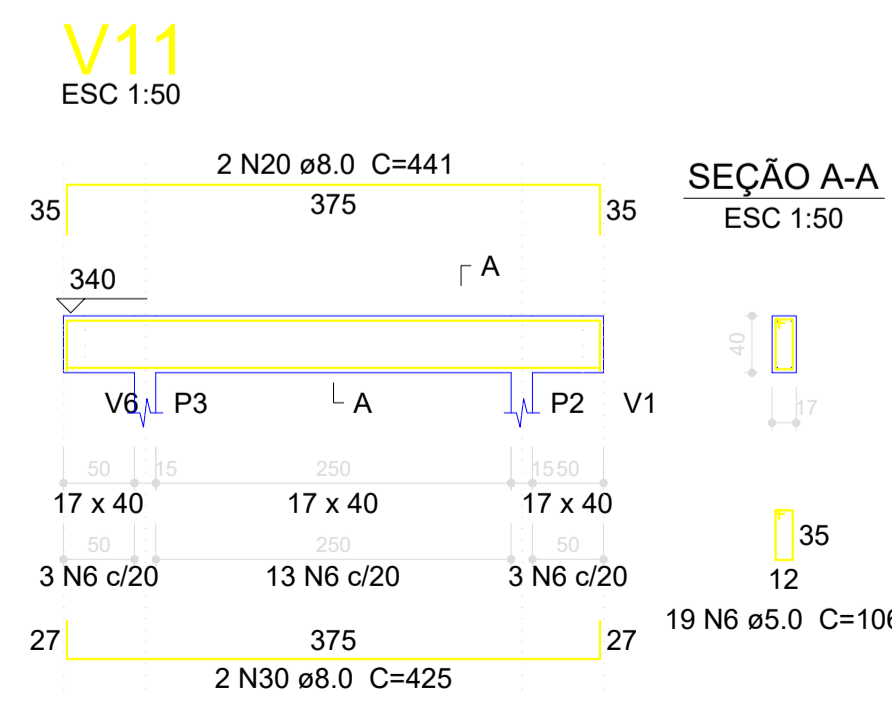 V11
ESC 1:50
2 N20 ø8.0 C=441
35 375 35
SEÇÃO A-A
ESC 1:50
A
340
40
V6 P3 A P2 V1
17
50 15 250 15 50
17 x 40 17 x 40 17 x 40
50 250 50
3 N6 c/20 13 N6 c/20 3 N6 c/20
35
12
19 N6 ø5.0 C=106
27 375 27
2 N30 ø8.0 C=425